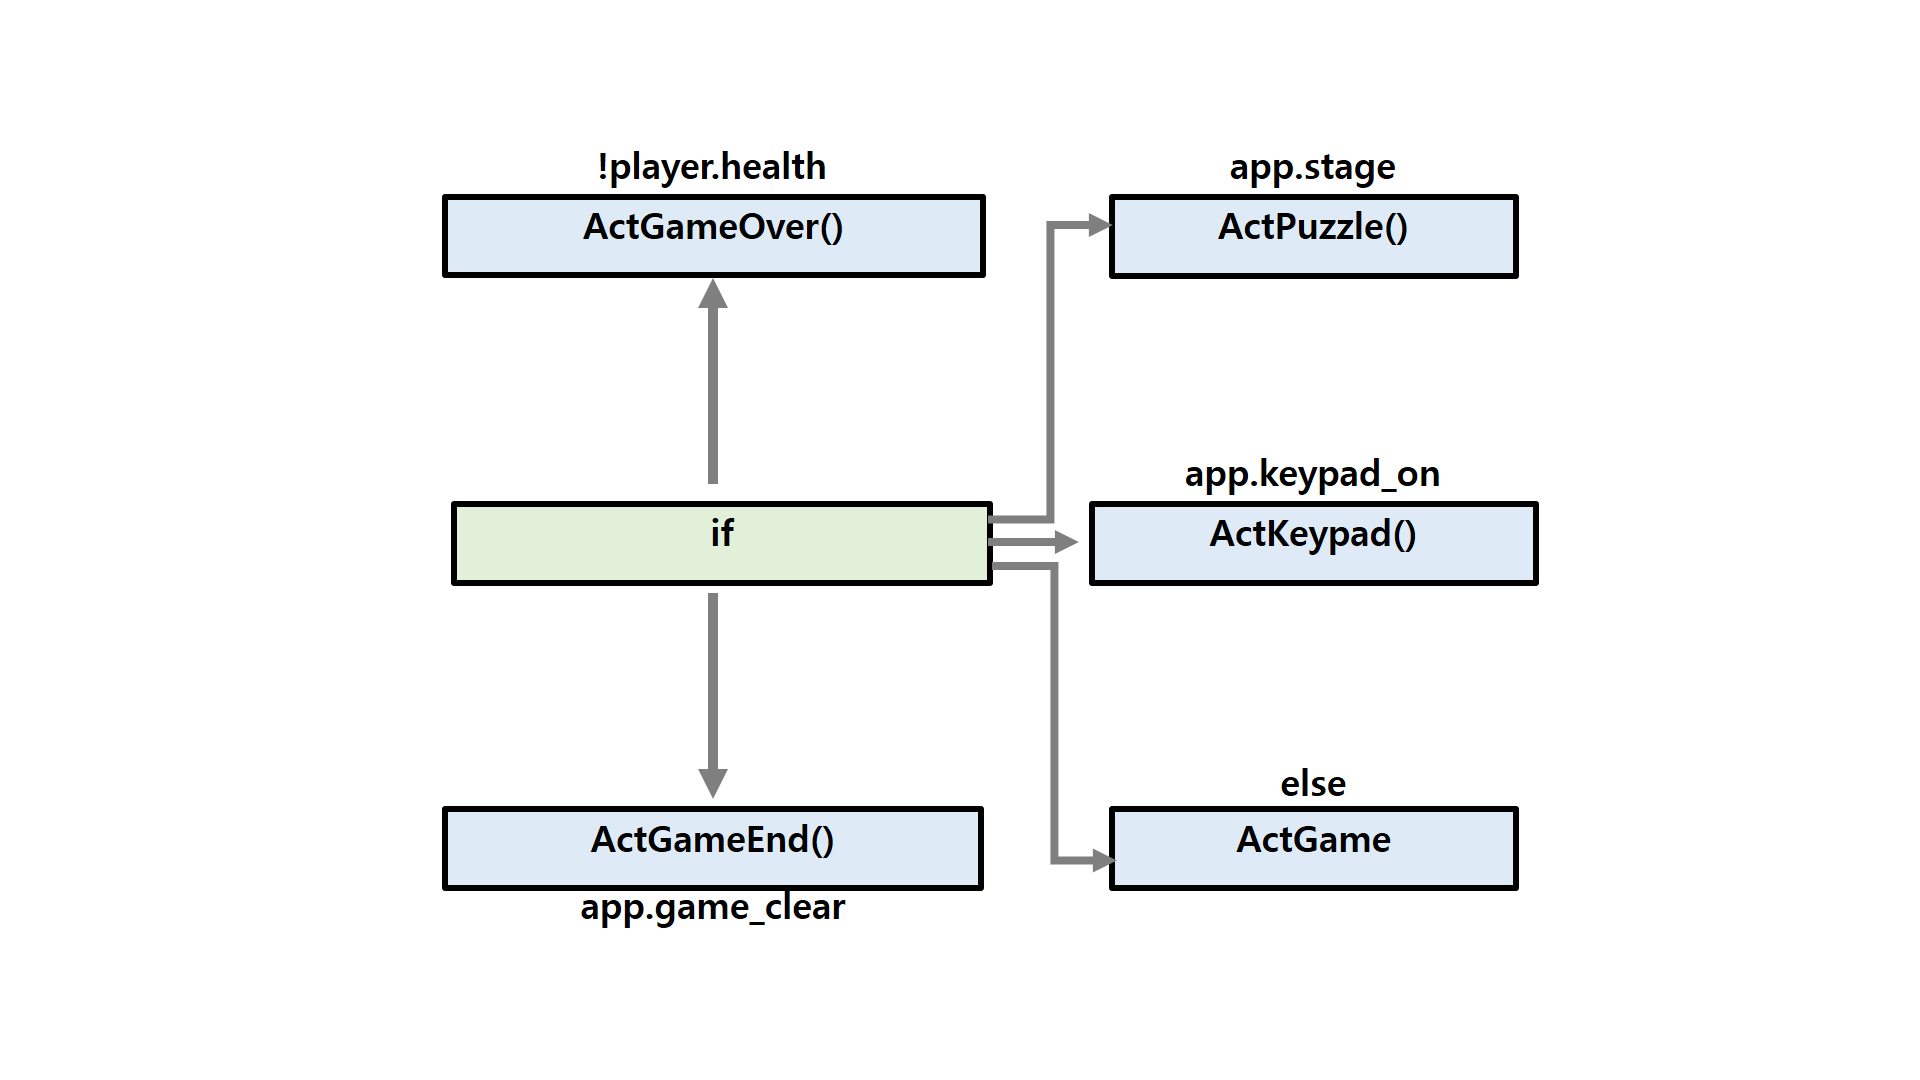 !player.health
ActGameOver()
app.stage
ActPuzzle()
if
app.keypad_on
ActKeypad()
ActGameEnd()
app.game_clear
else
ActGame